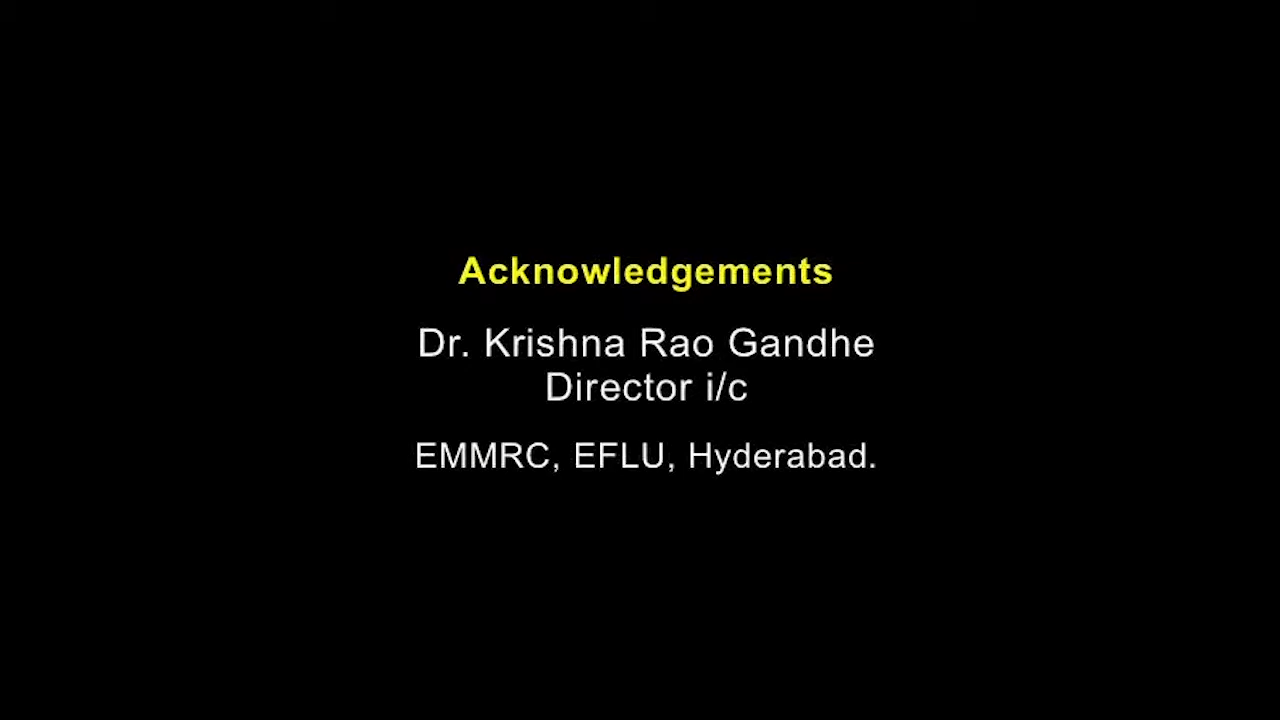 Acknowledgements
Dr. Krishna Rao Gandhe
Director i/c
EMMRC, EFLU, Hyderabad.